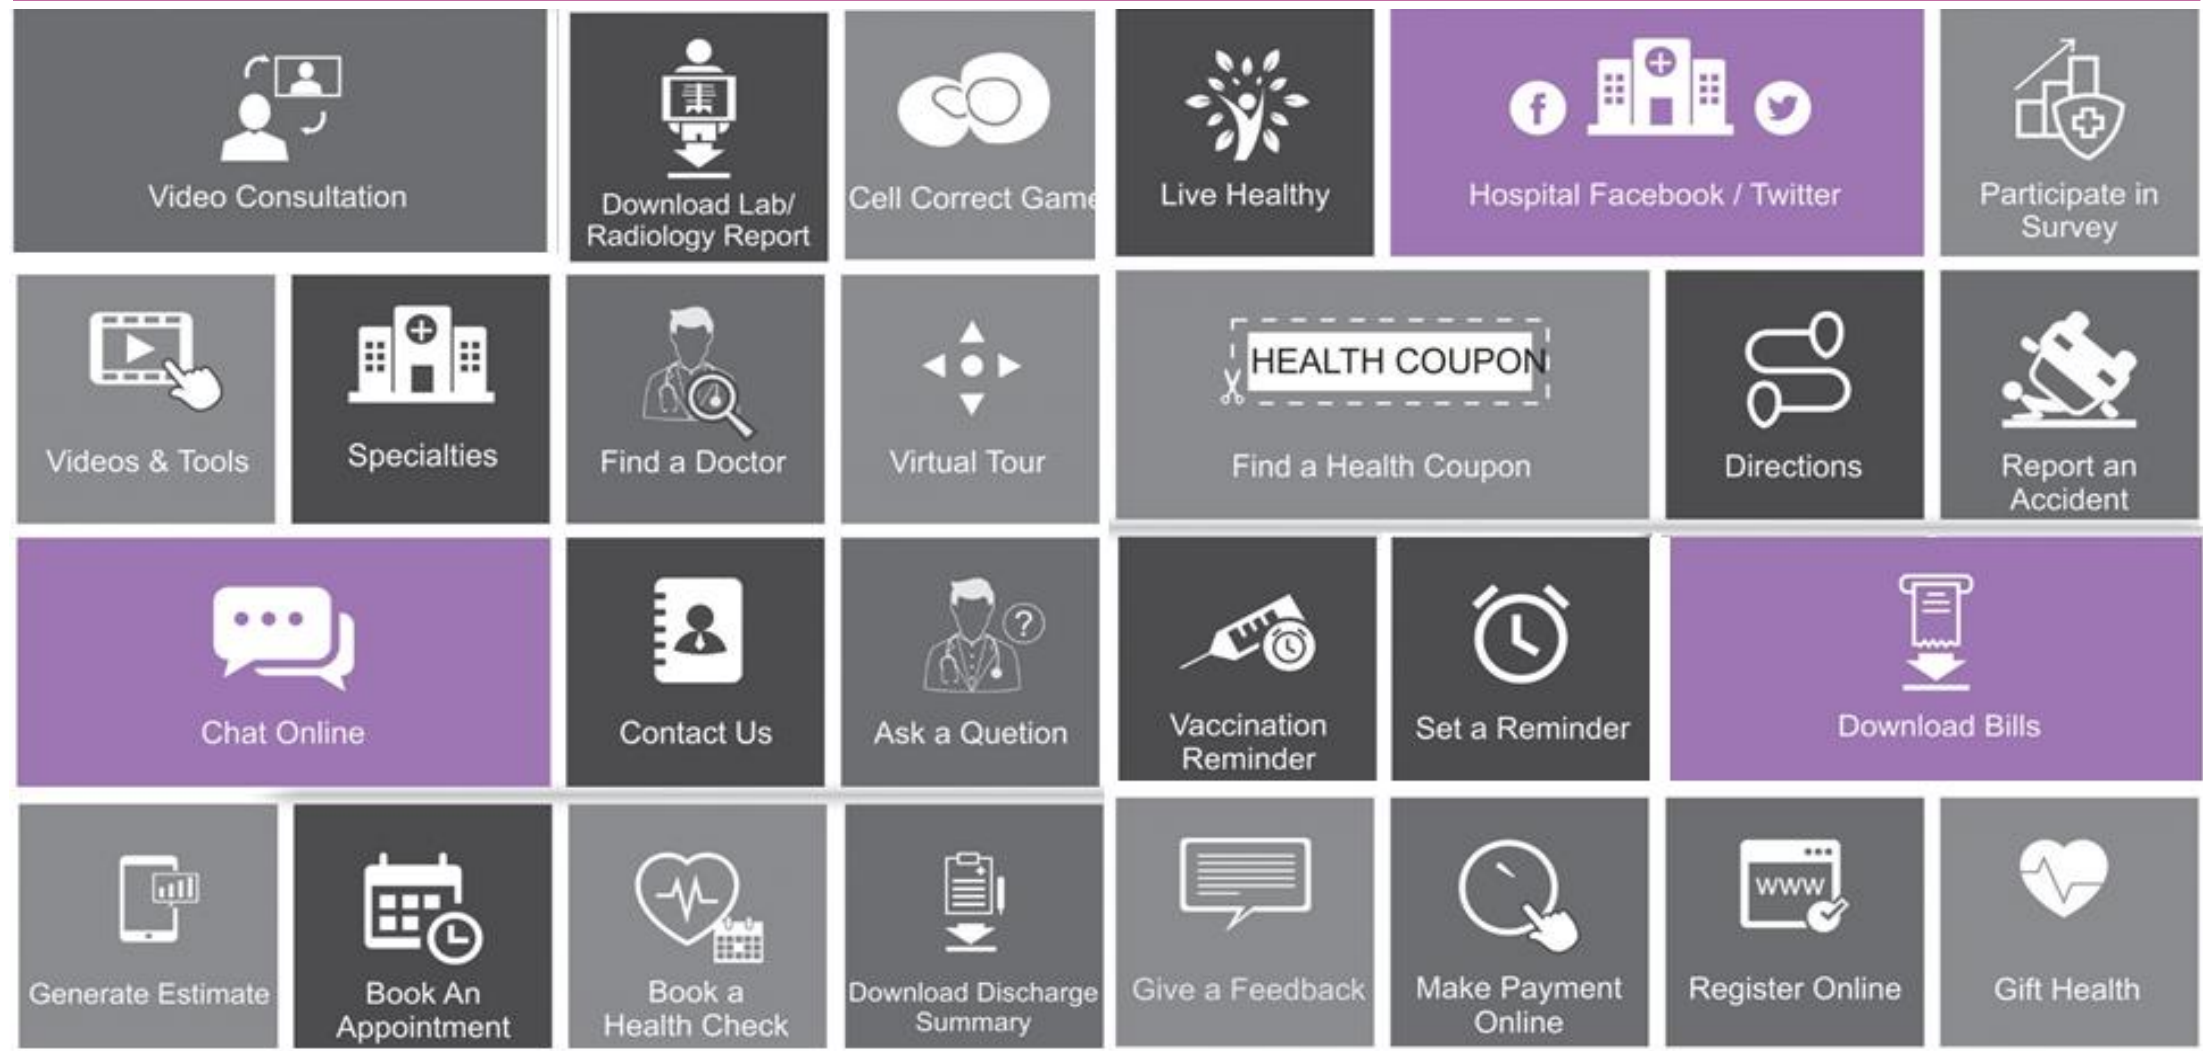 Video Consultation
Download Lab/
Radiology Report
Cell Correct Game
Live Healthy
f
Hospital Facebook / Twitter
Participate in
Survey
Videos & Tools
Specialties
Find a Doctor
Virtual Tour
HEALTH COUPON
Find a Health Coupon
Directions
Report an
Accident
Chat Online
Contact Us
?
Ask a Quetion
Vaccination
Reminder
Set a Reminder
Download Bills
Generate Estimate
Book An
Appointment
Book a
Health Check
Download Discharge
Summary
Give a Feedback
Make Payment
Online
www
Register Online
Gift Health